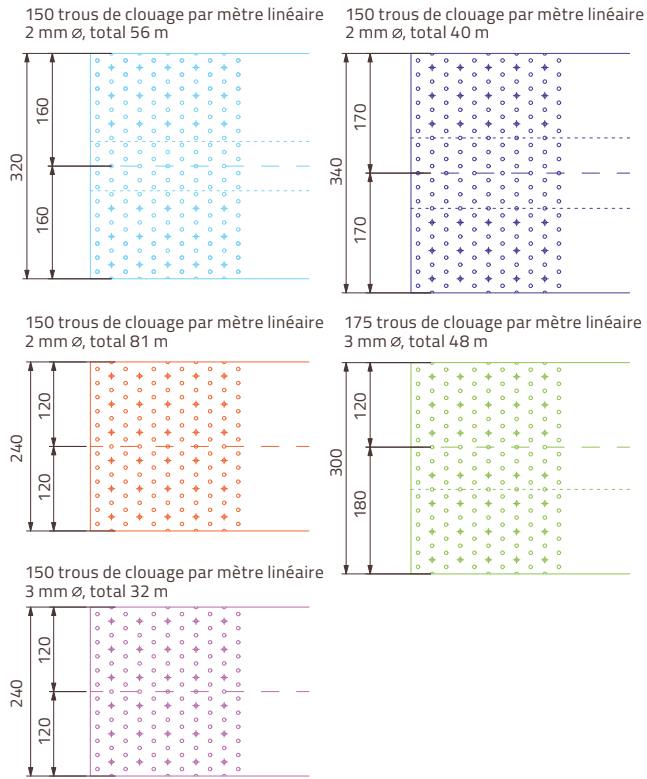 150 trous de clouage par mètre linéaire
2 mm ⌀, total 56 m
320
160
160
150 trous de clouage par mètre linéaire
2 mm ⌀, total 40 m
340
170
170
150 trous de clouage par mètre linéaire
2 mm ⌀, total 81 m
240
120
120
175 trous de clouage par mètre linéaire
3 mm ⌀, total 48 m
300
120
180
150 trous de clouage par mètre linéaire
3 mm ⌀, total 32 m
240
120
120